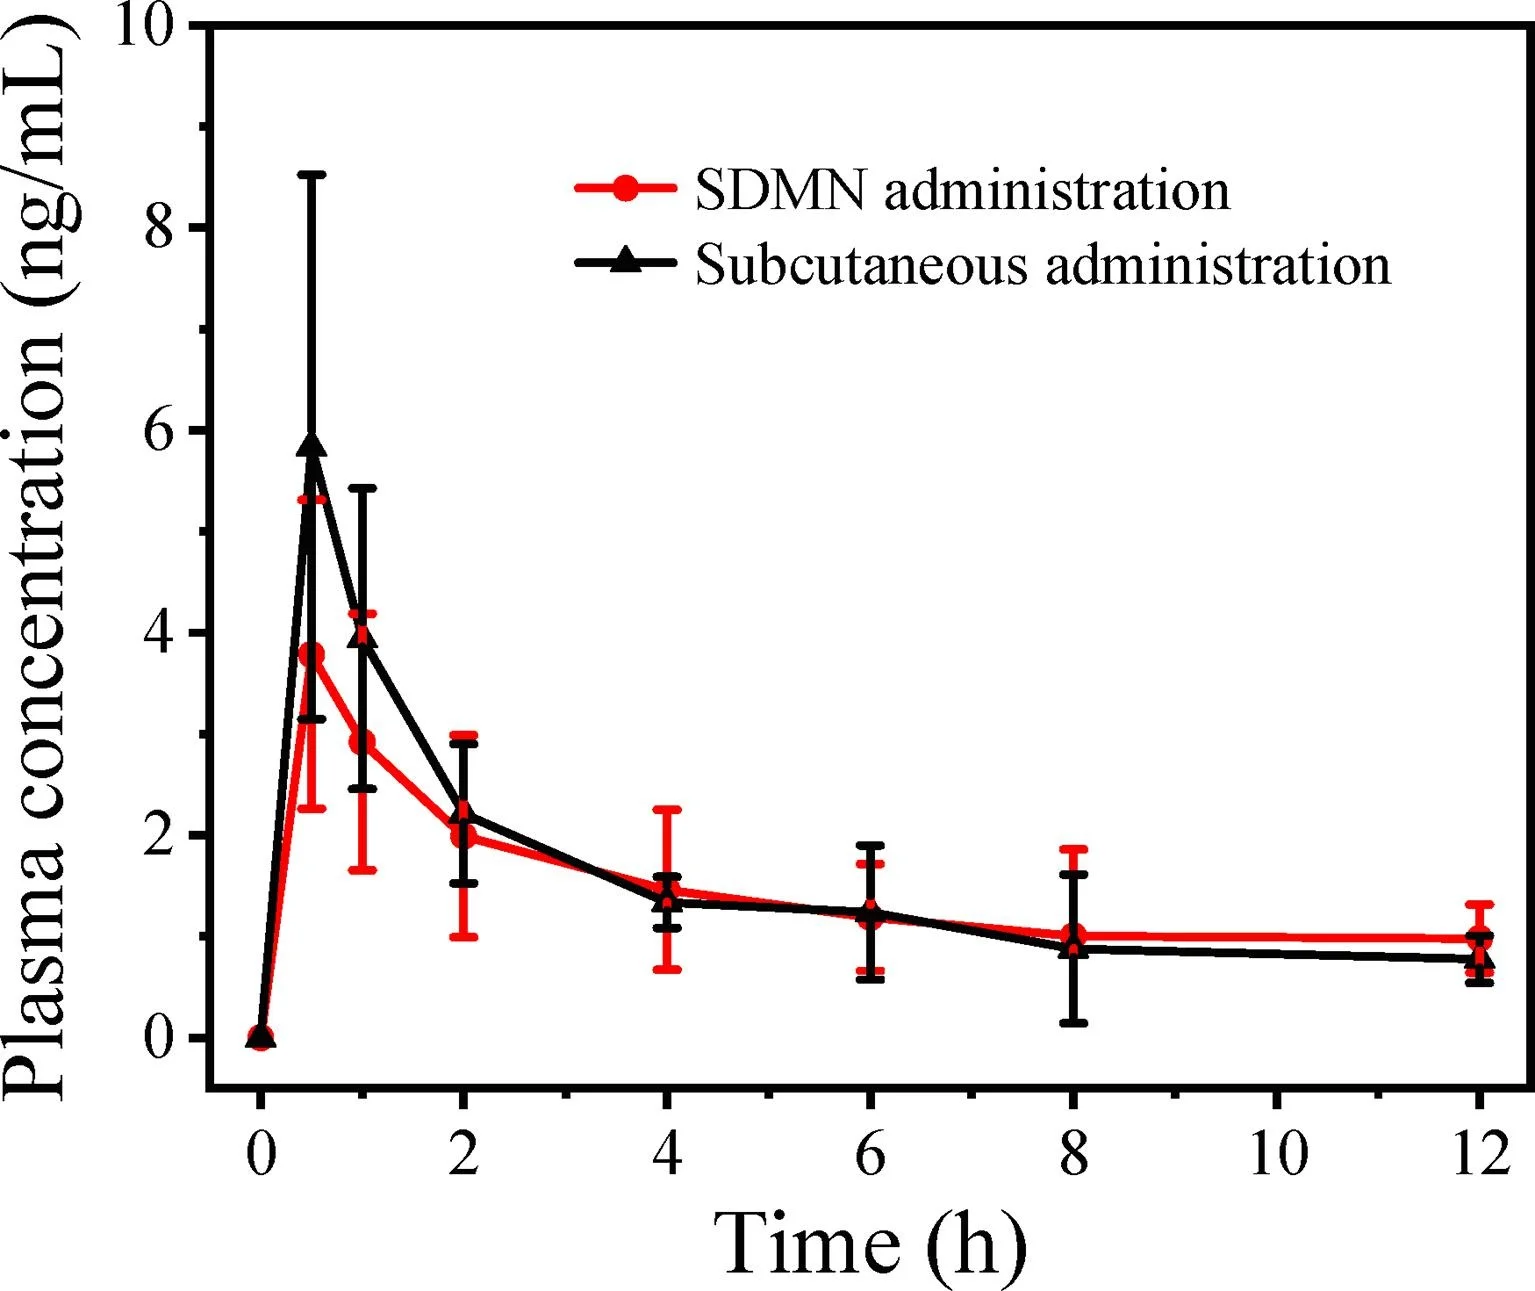 Plasma concentration (ng/mL)
10
8
6
4
2
0
SDMN administration
Subcutaneous administration
0 2 4 6 8 10 12
Time (h)